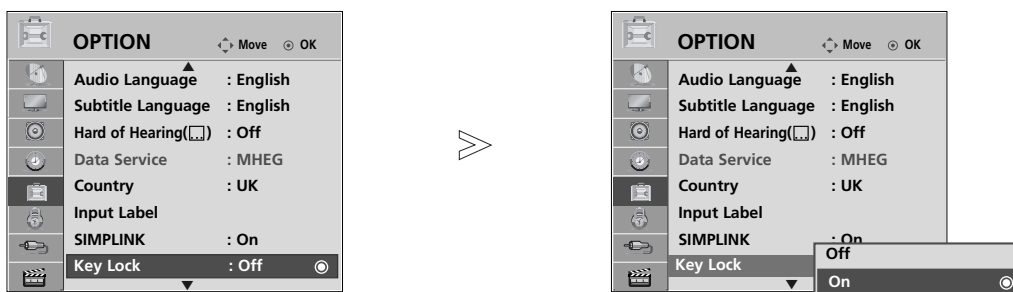 OPTION Move OK
Audio Language : English
Subtitle Language : English
Hard of Hearing( ) : Off
Data Service : MHEG
Country : UK
Input Label
SIMPLINK : On
Key Lock : Off
OPTION Move OK
Audio Language : English
Subtitle Language : English
Hard of Hearing( ) : Off
Data Service : MHEG
Country : UK
Input Label
SIMPLINK : On
Key Lock
Off
On